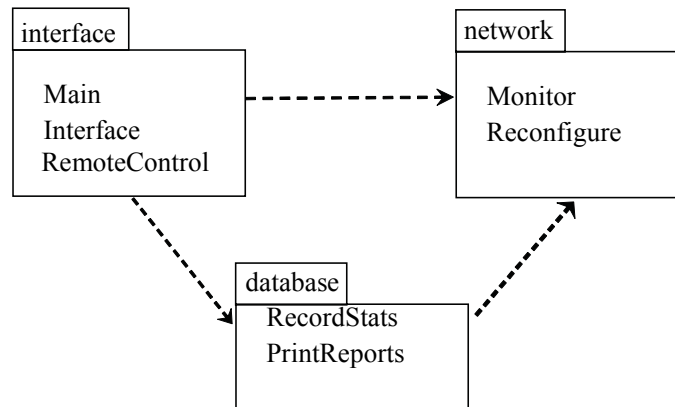 interface
Main
Interface
RemoteControl
network
Monitor
Reconfigure
database
RecordStats
PrintReports